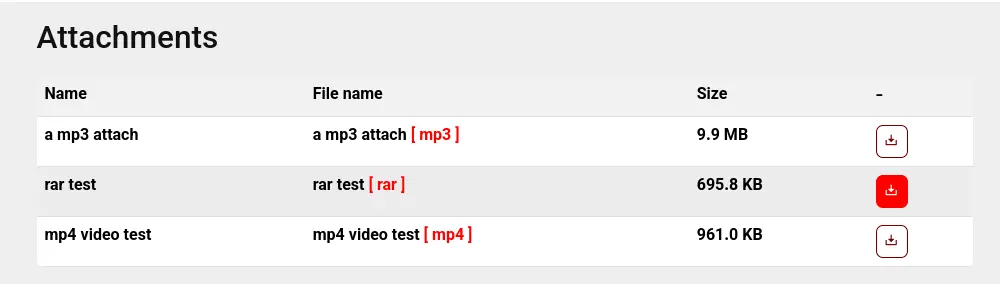 Attachments
Name File name Size -
a mp3 attach a mp3 attach [ mp3 ] 9.9 MB
rar test rar test [ rar ] 695.8 KB
mp4 video test mp4 video test [ mp4 ] 961.0 KB